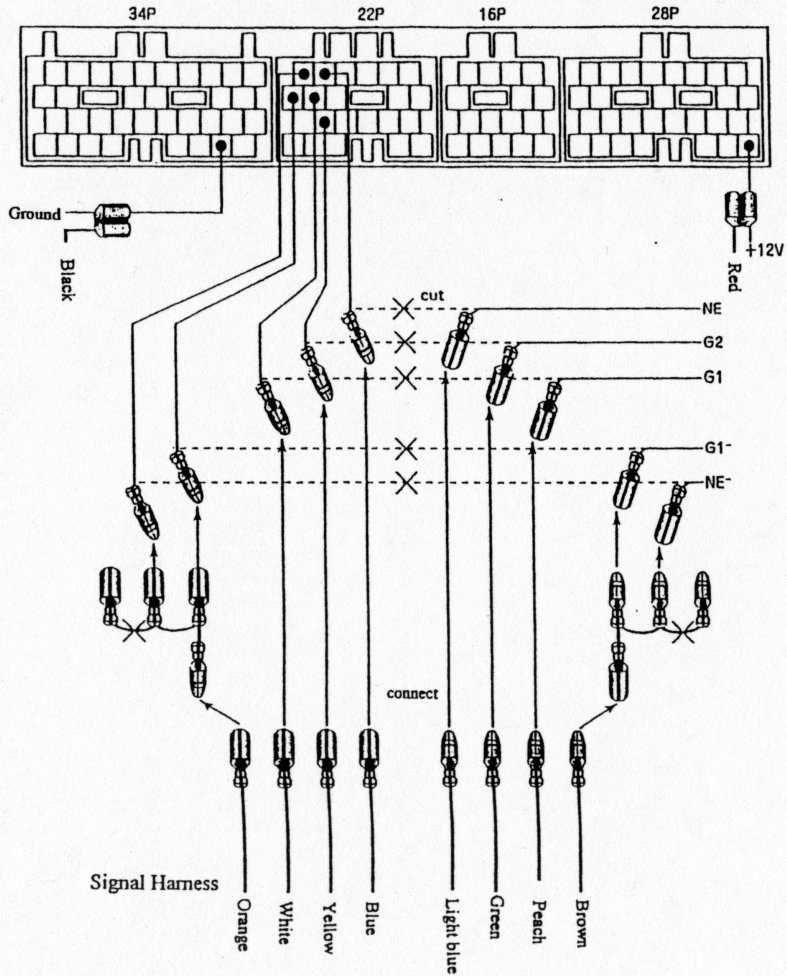 34P 22P 16P 28P
Ground
Black
Red
+12V
cut
NE
G2
G1
G1-
NE-
connect
Signal Harness
Orange
White
Yellow
Blue
Light blue
Green
Peach
Brown